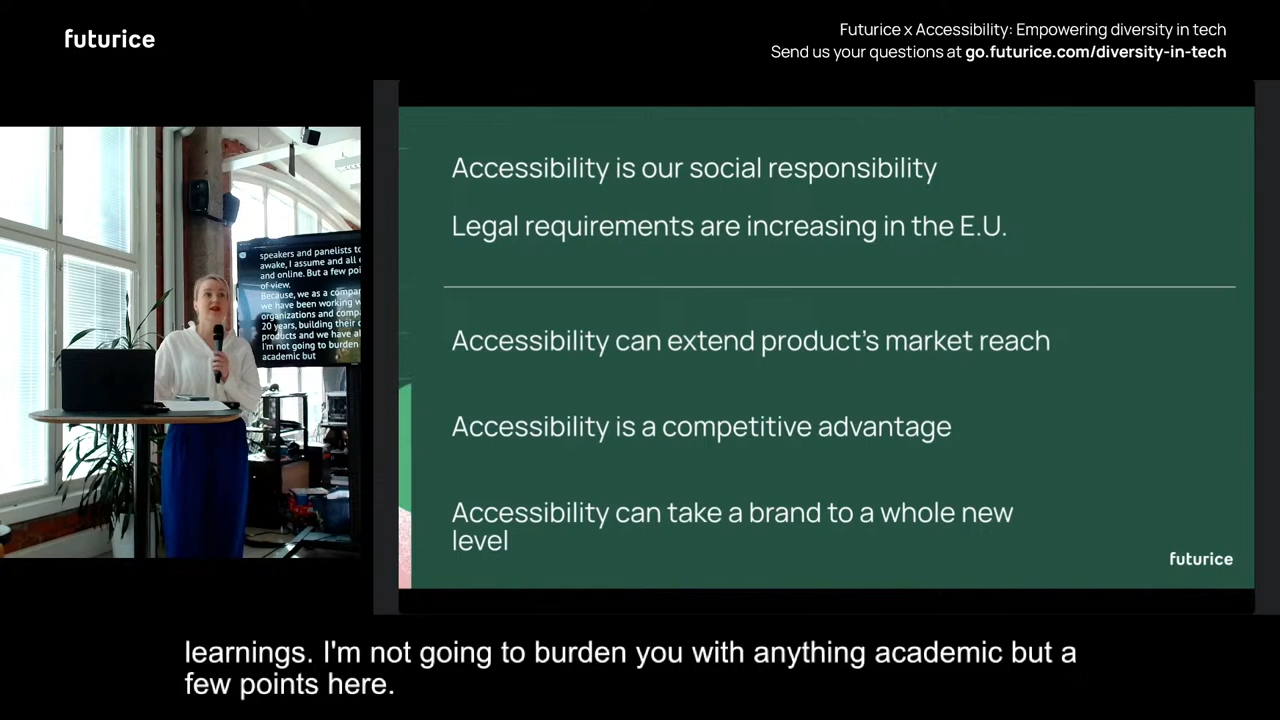 futurice
Futurice x Accessibility: Empowering diversity in tech
Send us your questions at go.futurice.com/diversity-in-tech
speakers and panelists to
awake, I assume and all
and online. But a few poi
of view.
Because, we as a compan
we have been working w
organizations and compa
20 years, building their
products and we have al
I'm not going to burden
academic but
Accessibility is our social responsibility
Legal requirements are increasing in the E.U.
Accessibility can extend product's market reach
Accessibility is a competitive advantage
Accessibility can take a brand to a whole new
level
futurice
learnings. I'm not going to burden you with anything academic but a
few points here.